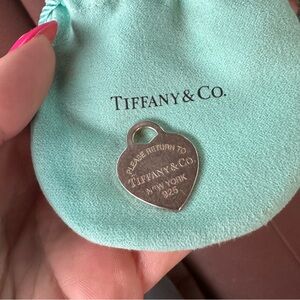 TIFFANY & CO.
PLEASE RETURN TO
TIFFANY & CO.
NEW YORK
925